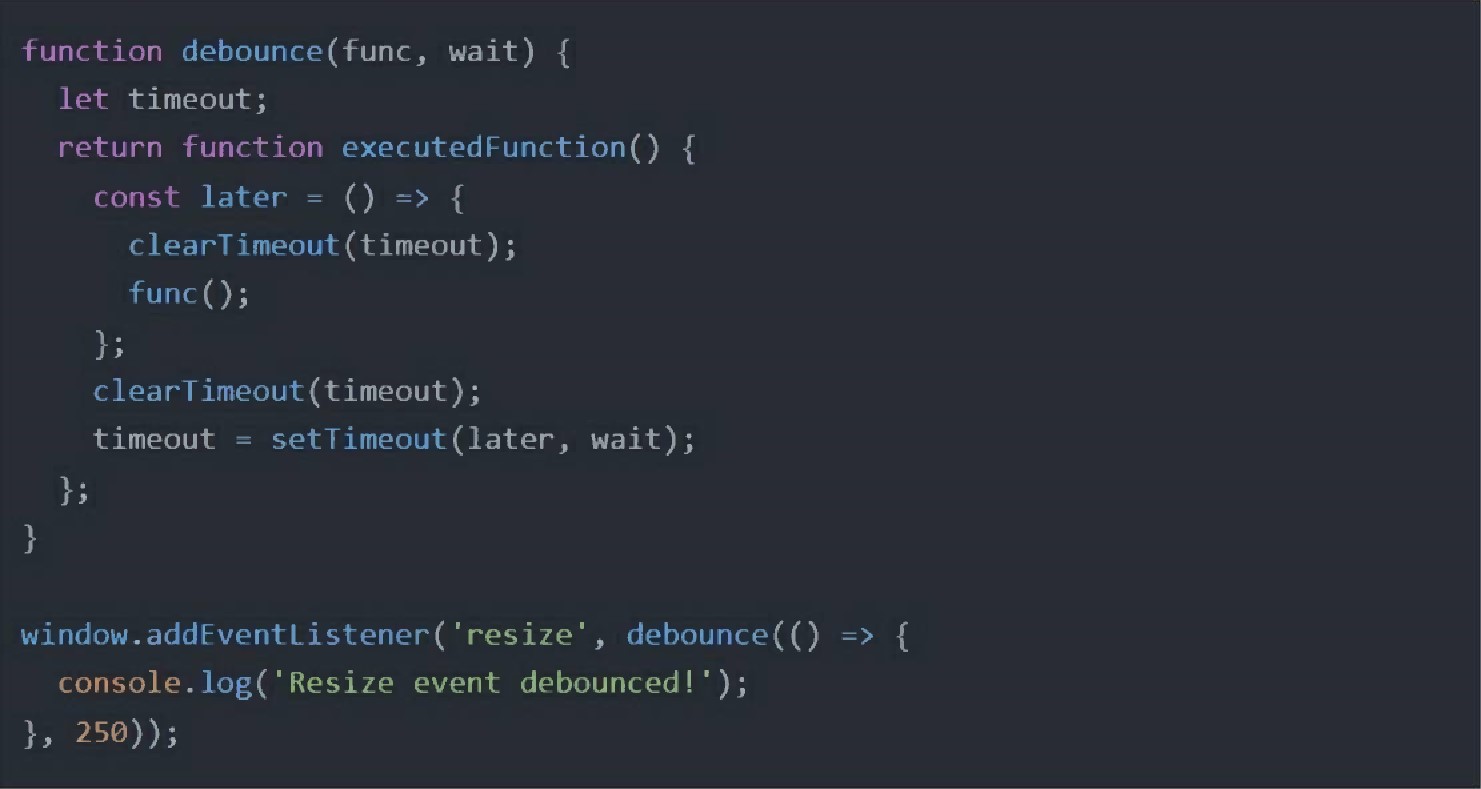 function debounce(func, wait) {
  let timeout;
  return function executedFunction() {
    const later = () => {
      clearTimeout(timeout);
      func();
    };
    clearTimeout(timeout);
    timeout = setTimeout(later, wait);
  };
}

window.addEventListener('resize', debounce(() => {
  console.log('Resize event debounced!');
}, 250));